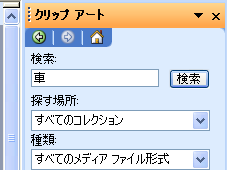 クリップ アート
検索:
車 検索
探す場所:
すべてのコレクション
種類:
すべてのメディア ファイル形式